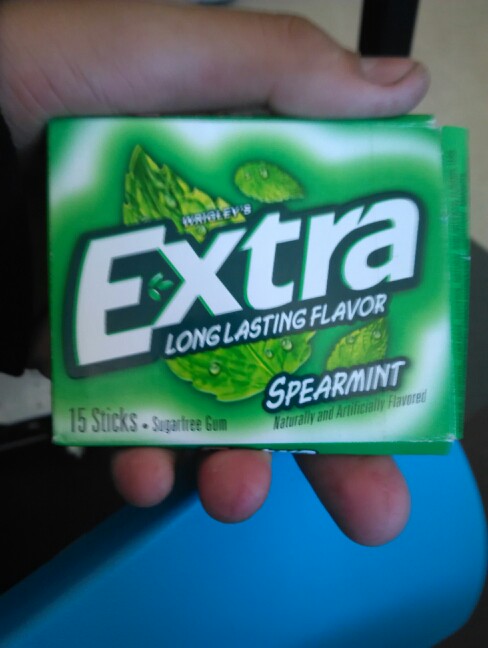 WRIGLEY'S
Extra
LONG LASTING FLAVOR
SPEARMINT
Naturally and Artificially Flavored
15 Sticks • Sugarfree Gum